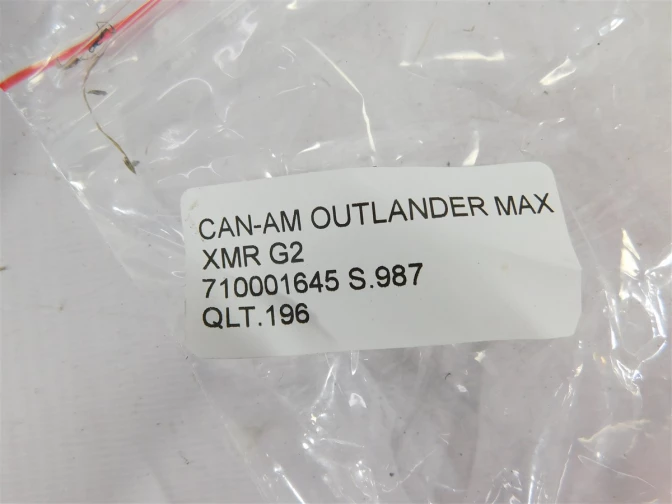 CAN-AM OUTLANDER MAX
XMR G2
710001645 S.987
QLT.196